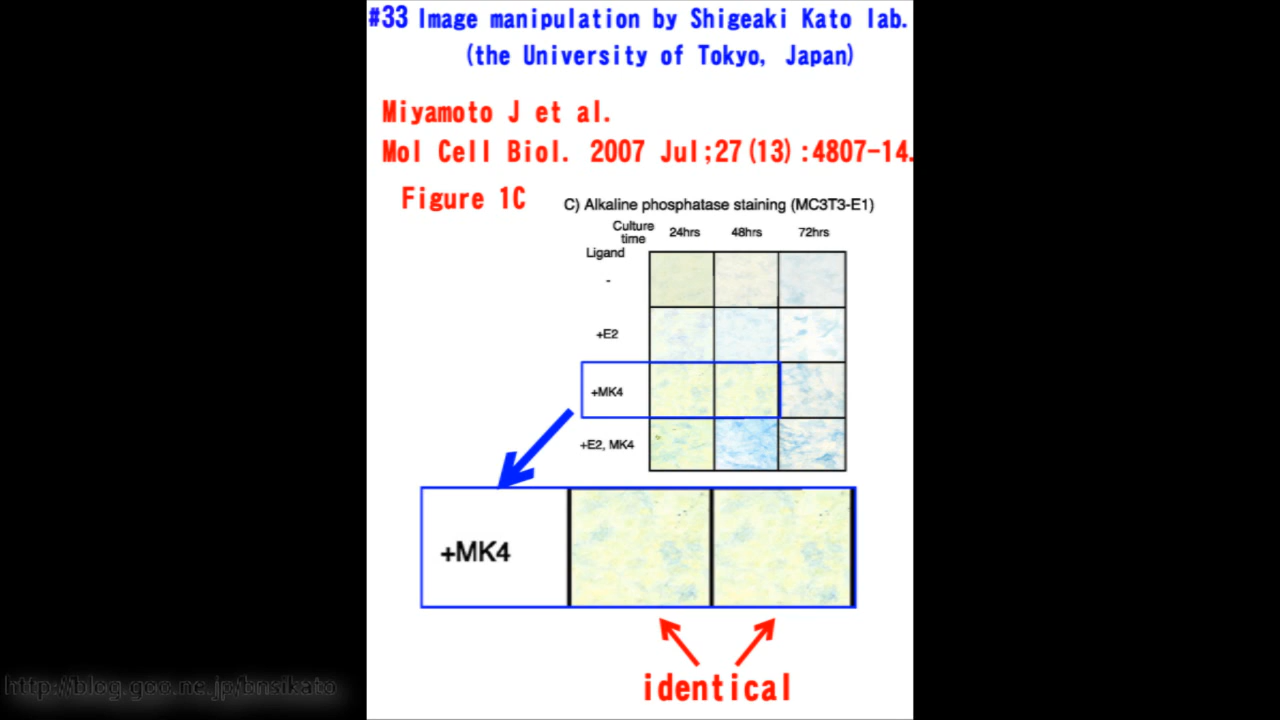 #33 Image manipulation by Shigeaki Kato lab.
(the University of Tokyo, Japan)
Miyamoto J et al.
Mol Cell Biol. 2007 Jul;27(13):4807-14.
Figure 1C
C) Alkaline phosphatase staining (MC3T3-E1)
Culture time 24hrs 48hrs 72hrs
Ligand
-
+E2
+MK4
+E2, MK4
+MK4
identical
http://blog.goo.ne.jp/bnsikato